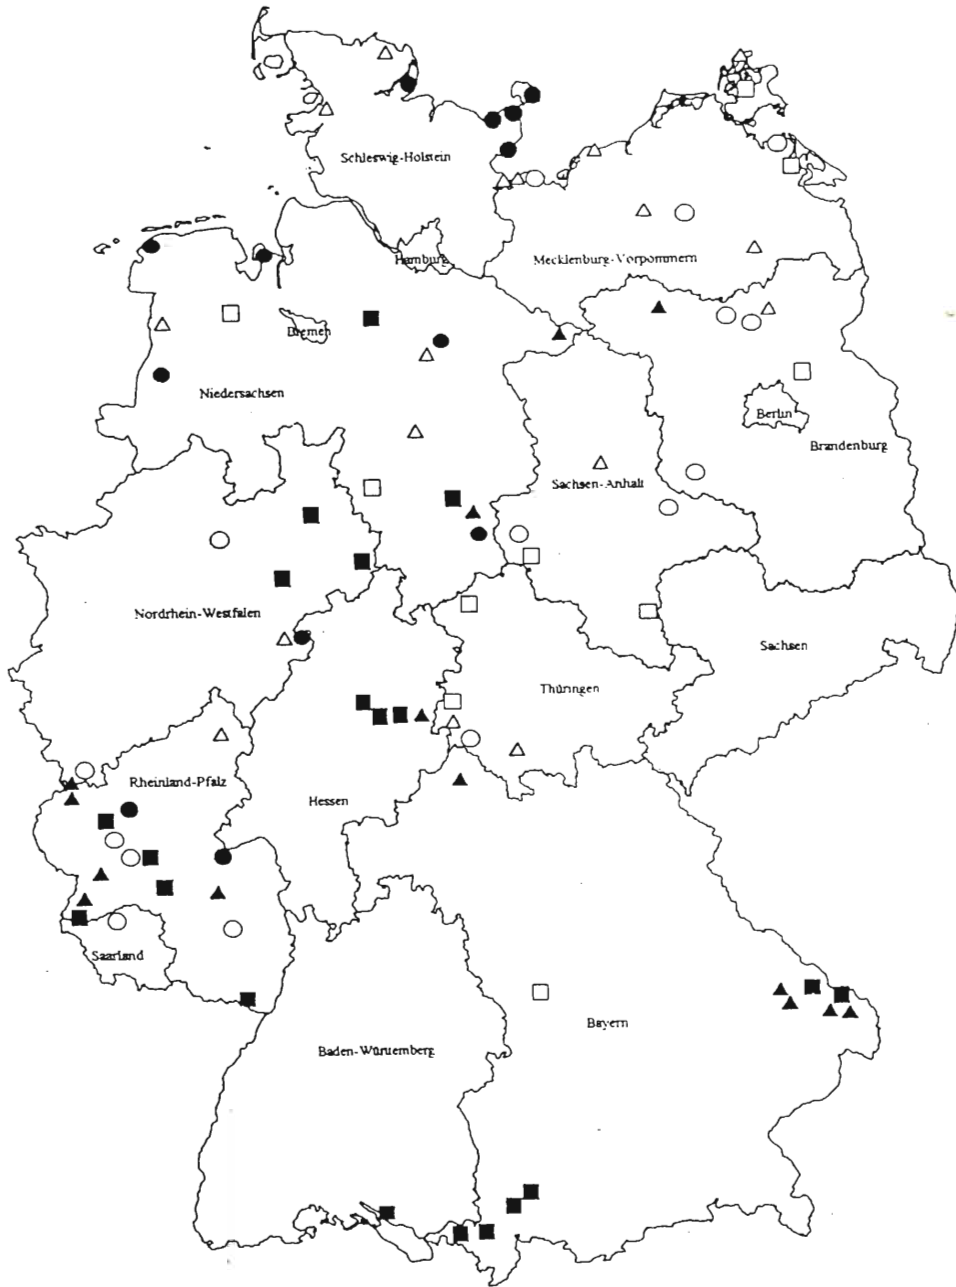 Schleswig-Holstein
Hamburg
Mecklenburg-Vorpommern
Bremen
Niedersachsen
Berlin
Brandenburg
Sachsen-Anhalt
Nordrhein-Westfalen
Sachsen
Thüringen
Rheinland-Pfalz
Hessen
Saarland
Bayern
Baden-Würuemberg